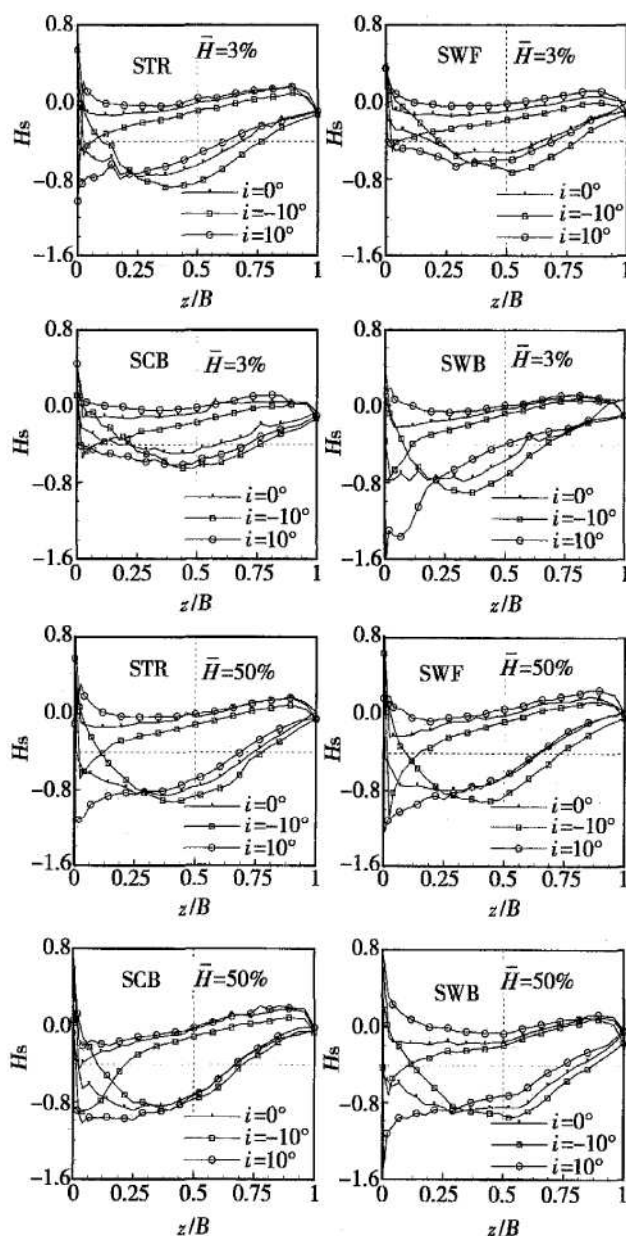 STR H̄=3%
Hs
0.0
−0.8
−1.6
i=0°
i=−10°
i=10°
0 0.25 0.5 0.75 1
z/B
SWF H̄=3%
Hs
0.0
−0.8
−1.6
i=0°
i=−10°
i=10°
0 0.25 0.5 0.75 1
z/B
0.8
SCB H̄=3%
Hs
0.0
−0.8
−1.6
i=0°
i=−10°
i=10°
0 0.25 0.5 0.75 1
z/B
0.8
SWB H̄=3%
Hs
0.0
−0.8
−1.6
i=0°
i=−10°
i=10°
0 0.25 0.5 0.75 1
z/B
0.8
STR H̄=50%
Hs
0.0
−0.8
−1.6
i=0°
i=−10°
i=10°
0 0.25 0.5 0.75 1
z/B
0.8
SWF H̄=50%
Hs
0.0
−0.8
−1.6
i=0°
i=−10°
i=10°
0 0.25 0.5 0.75 1
z/B
0.8
SCB H̄=50%
Hs
0.0
−0.8
−1.6
i=0°
i=−10°
i=10°
0 0.25 0.5 0.75 1
z/B
0.8
SWB H̄=50%
Hs
0.0
−0.8
−1.6
i=0°
i=−10°
i=10°
0 0.25 0.5 0.75 1
z/B